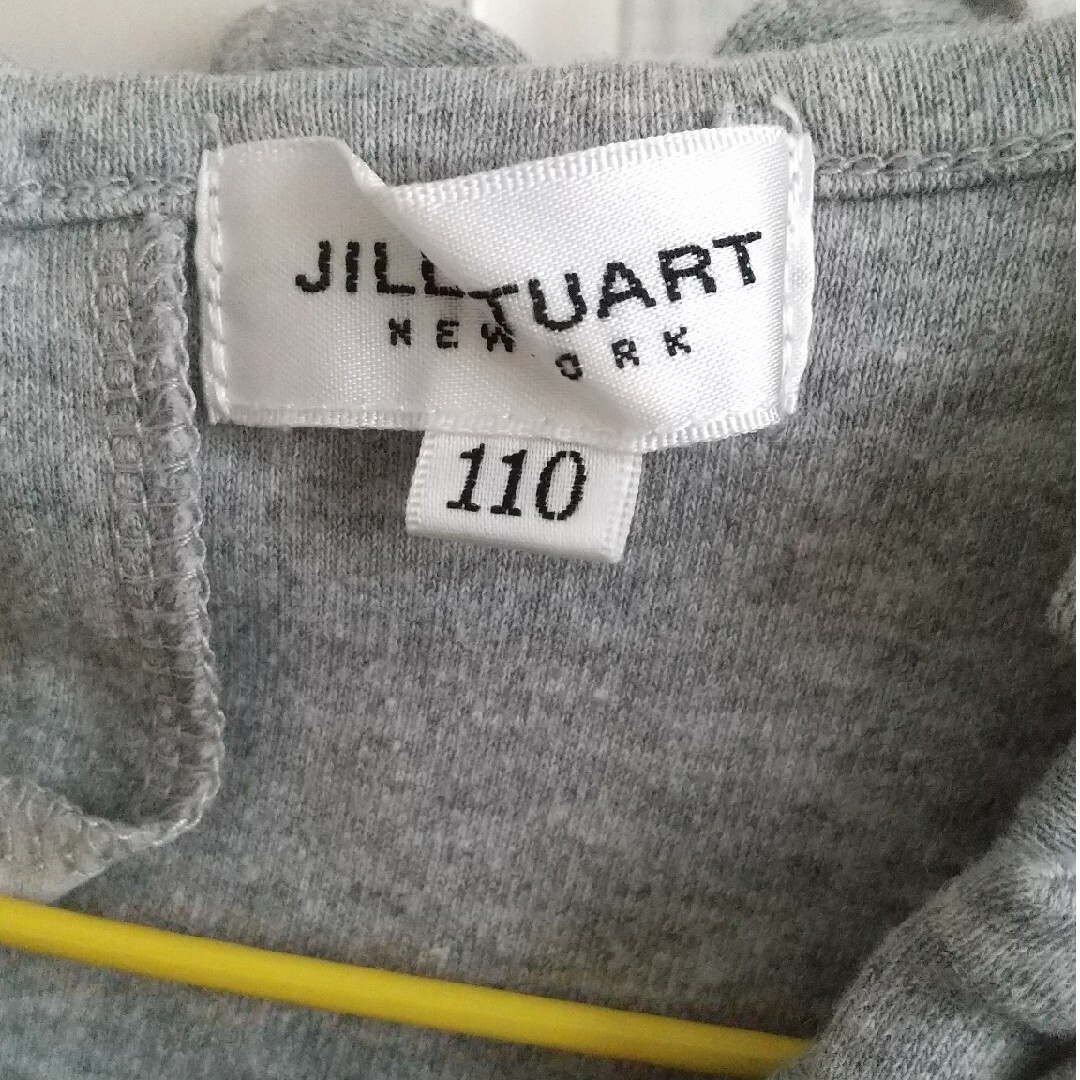 JILL TUART
NEW ORK
110